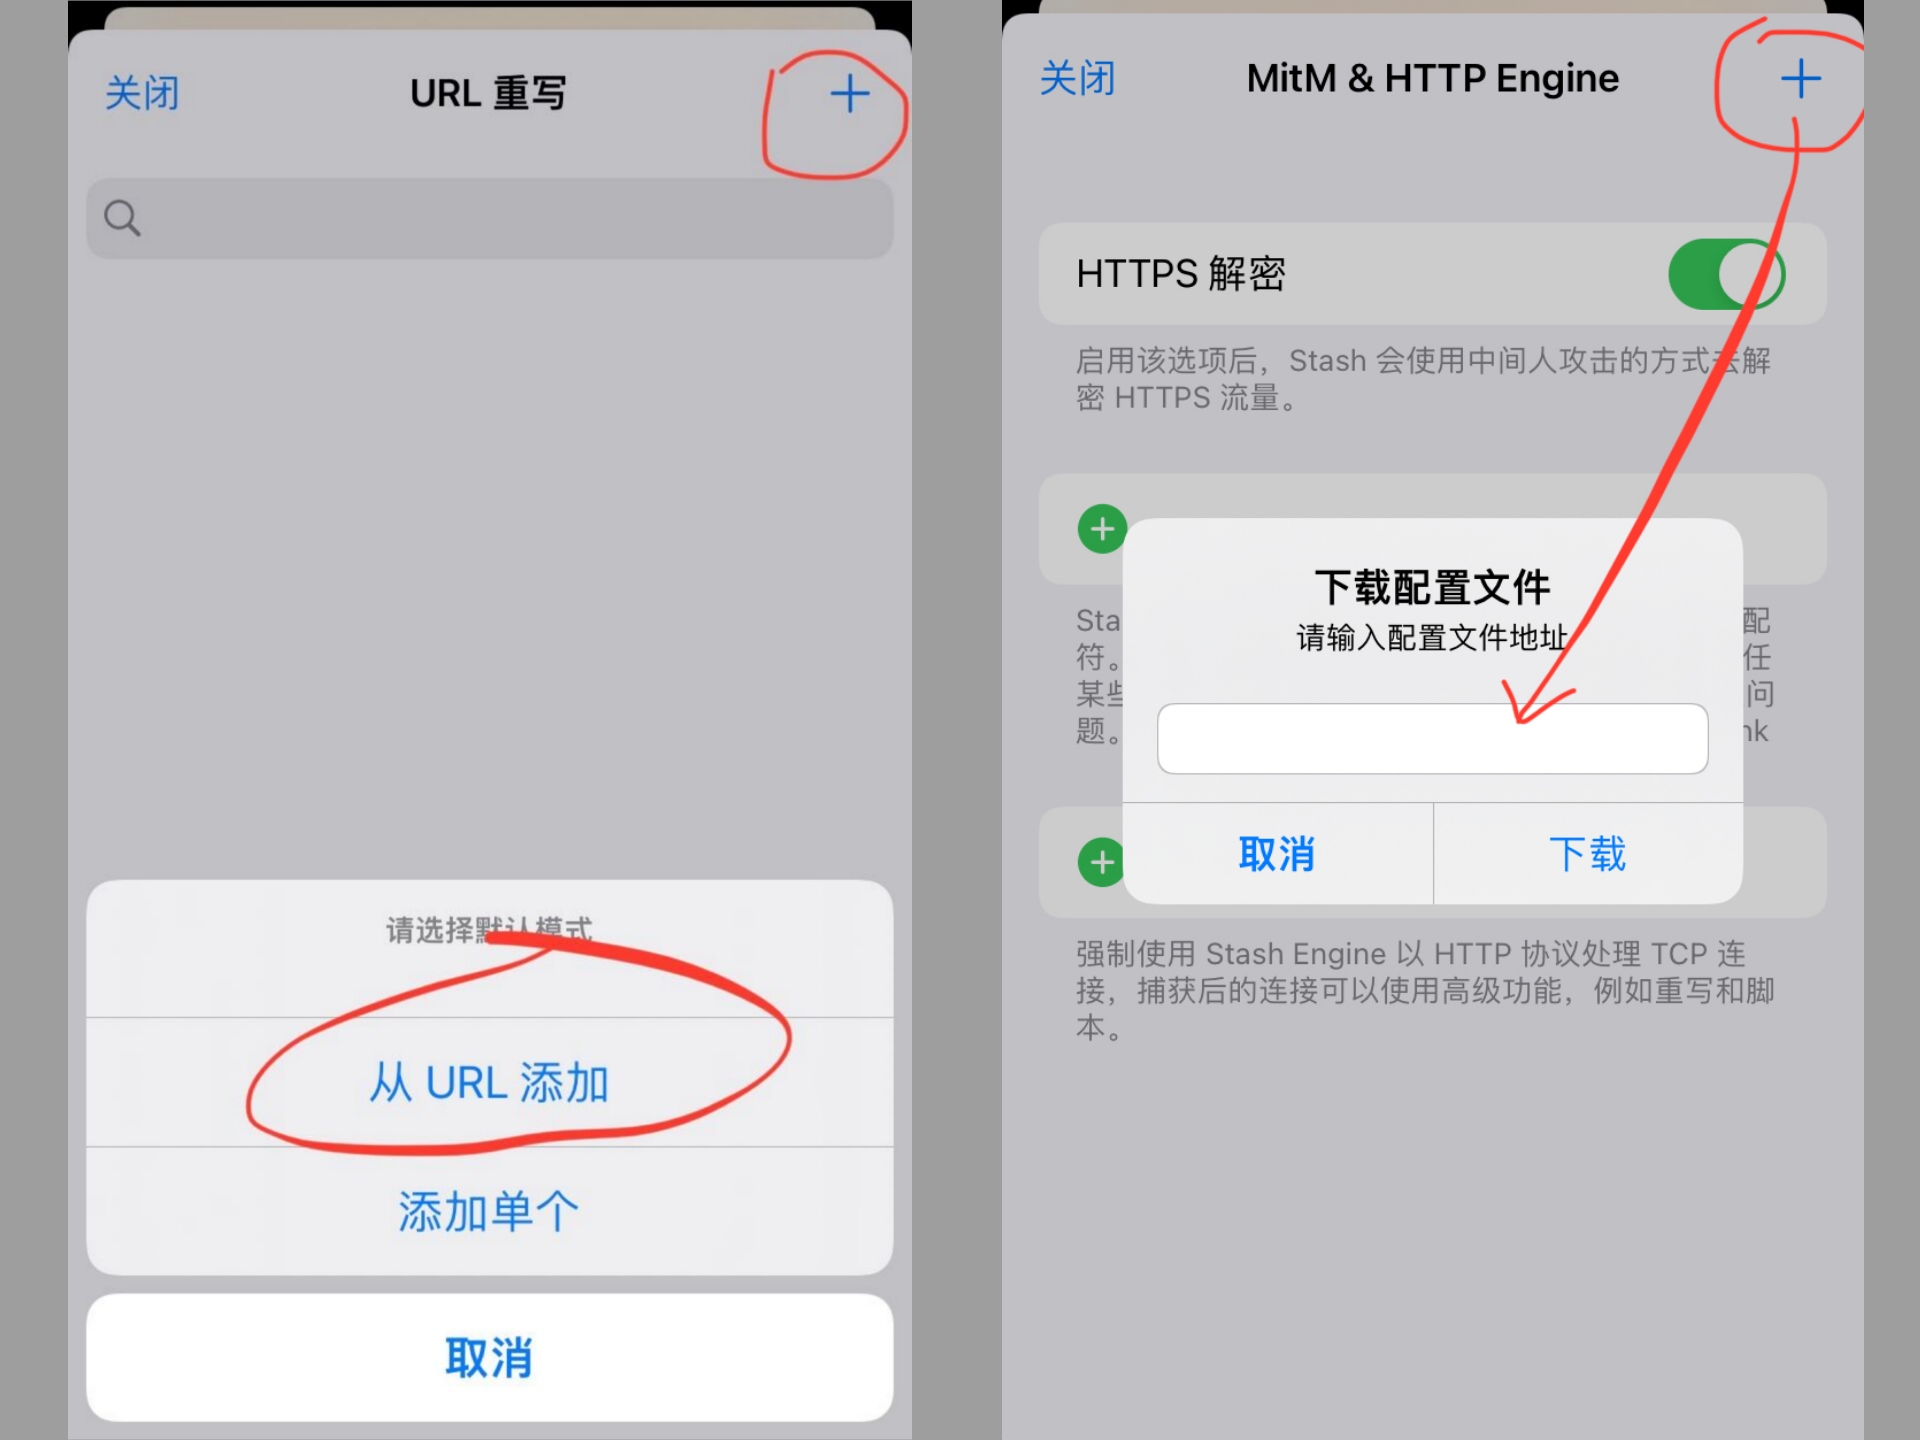 关闭
URL 重写
请选择默认模式
从 URL 添加
添加单个
取消
关闭
MitM & HTTP Engine
HTTPS 解密
启用该选项后，Stash 会使用中间人攻击的方式去解
密 HTTPS 流量。
下载配置文件
请输入配置文件地址
取消
下载
Sta
配
符。
任
某些
问
题。
nk
强制使用 Stash Engine 以 HTTP 协议处理 TCP 连
接，捕获后的连接可以使用高级功能，例如重写和脚
本。